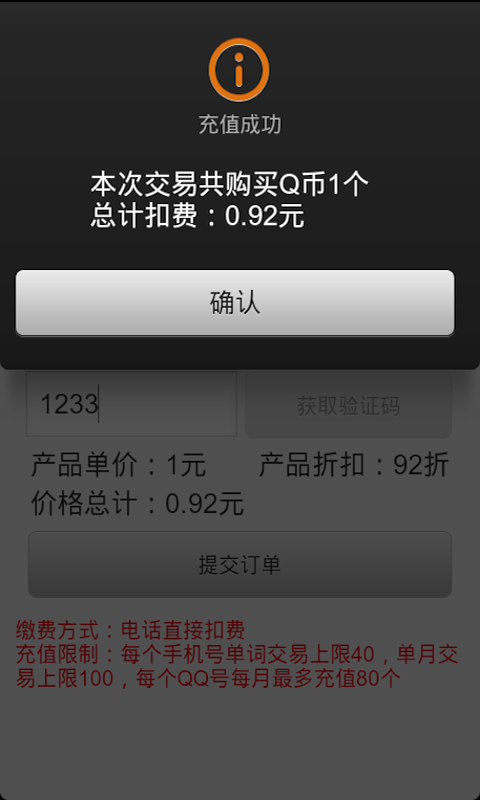 充值成功
本次交易共购买Q币1个
总计扣费：0.92元
确认
1233 获取验证码
产品单价：1元 产品折扣：92折
价格总计：0.92元
提交订单
缴费方式：电话直接扣费
充值限制：每个手机号单词交易上限40，单月交
易上限100，每个QQ号每月最多充值80个